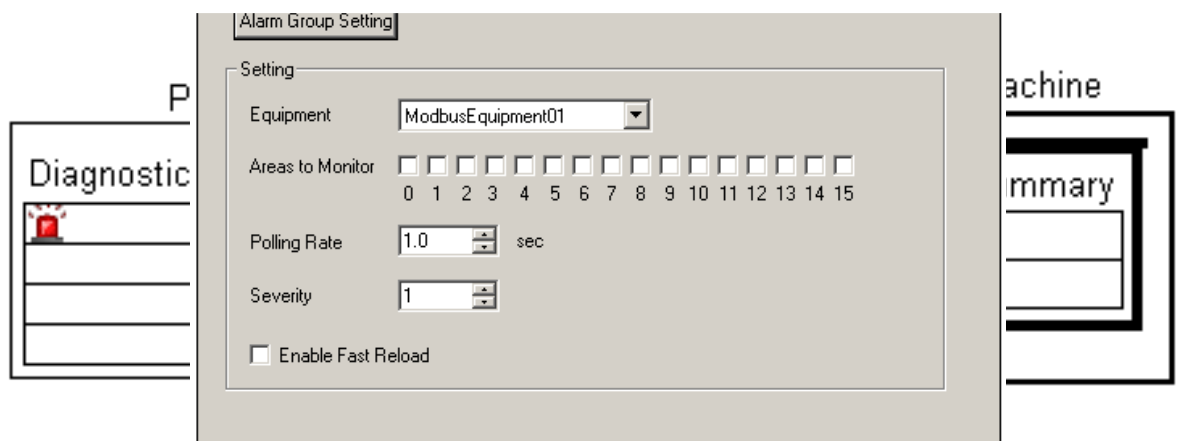 Alarm Group Setting
Setting
P
achine
Equipment
ModbusEquipment01
Diagnostic
Areas to Monitor
0 1 2 3 4 5 6 7 8 9 10 11 12 13 14 15
mmary
Polling Rate
1.0
sec
Severity
1
Enable Fast Reload